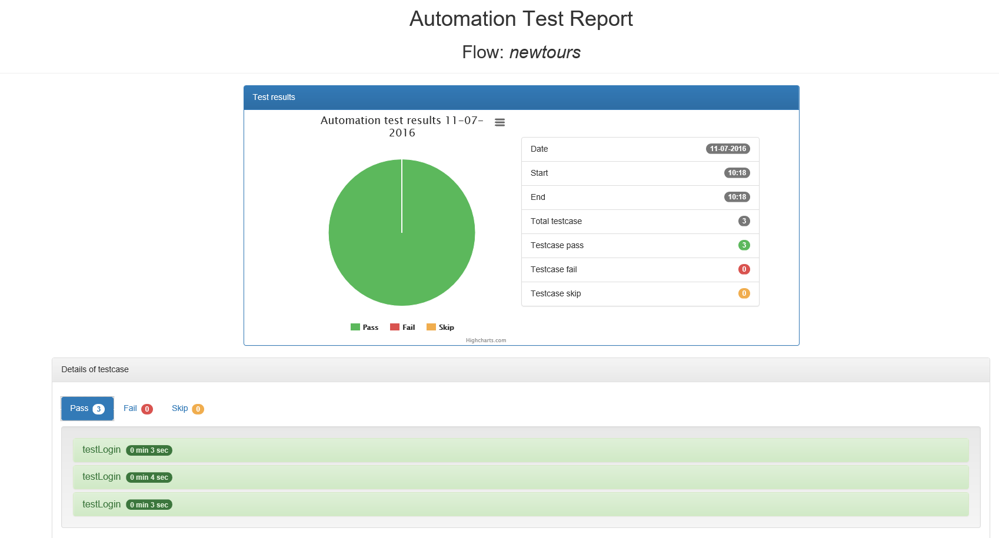 Automation Test Report
Flow: newtours
Test results
Automation test results 11-07-
2016
Pass Fail Skip
Highcharts.com
Date 11-07-2016
Start 10:18
End 10:18
Total testcase 3
Testcase pass 3
Testcase fail 0
Testcase skip 0
Details of testcase
Pass 3 Fail 0 Skip 0
testLogin 0 min 3 sec
testLogin 0 min 4 sec
testLogin 0 min 3 sec